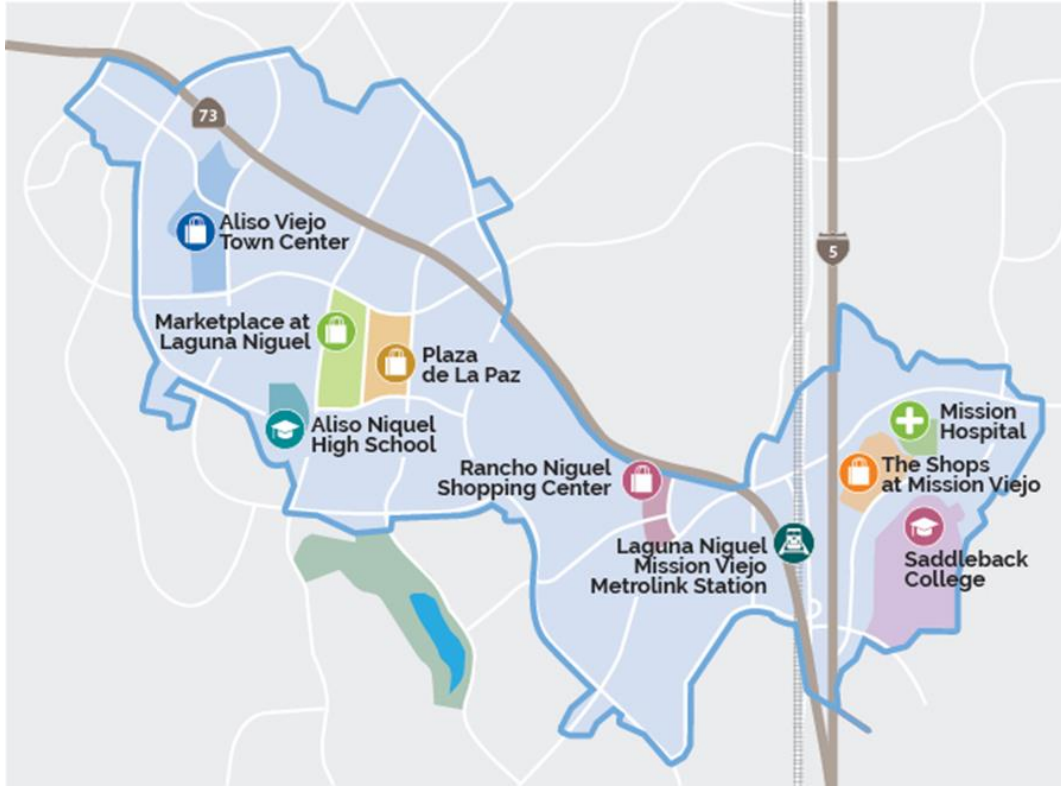 73
Aliso Viejo
Town Center
5
Marketplace at
Laguna Niguel
Plaza
de La Paz
Aliso Niquel
High School
Mission
Hospital
Rancho Niguel
Shopping Center
The Shops
at Mission Viejo
Laguna Niguel
Mission Viejo
Metrolink Station
Saddleback
College